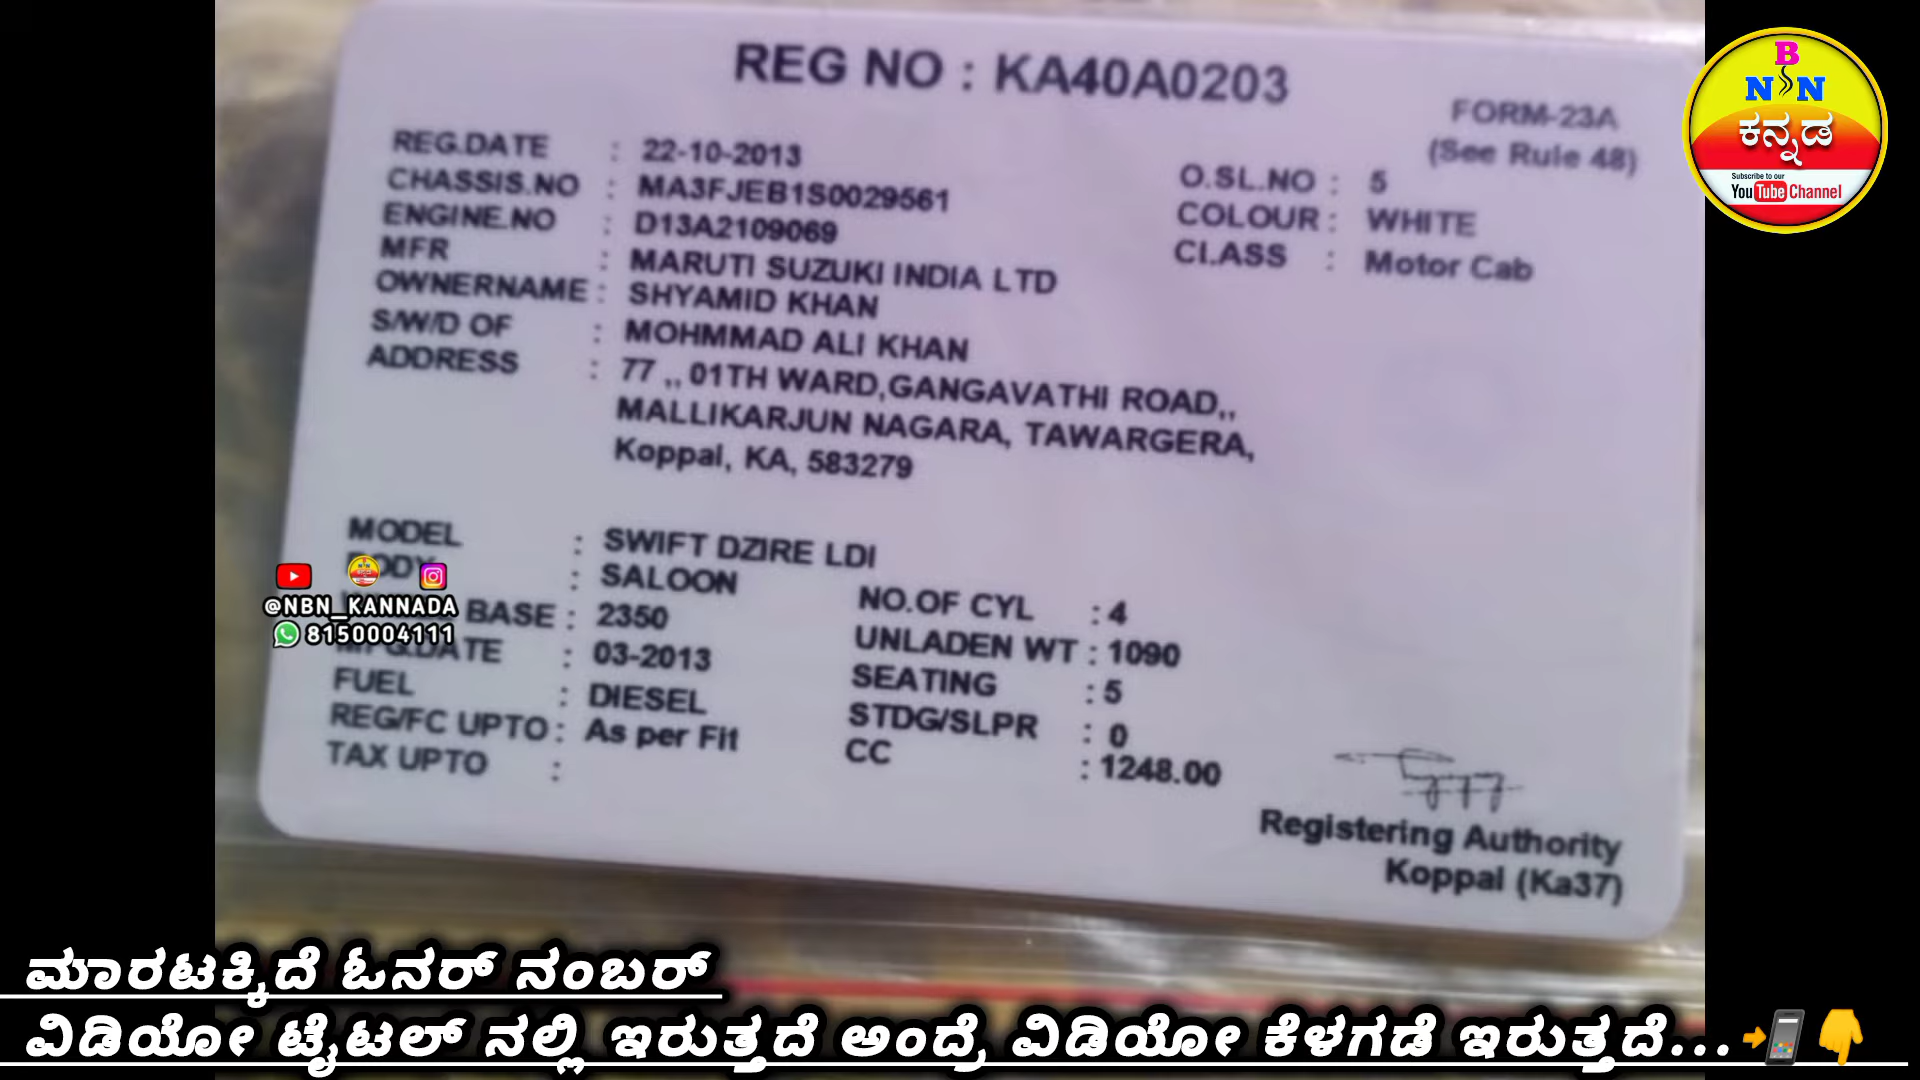 REG NO : KA40A0203
FORM-23A
(See Rule 48)
REG.DATE : 22-10-2013
CHASSIS.NO : MA3FJEB1S0029561
O.SL.NO : 5
ENGINE.NO : D13A2109069
COLOUR : WHITE
MFR : MARUTI SUZUKI INDIA LTD
CLASS : Motor Cab
OWNERNAME : SHYAMID KHAN
S/W/D OF : MOHMMAD ALI KHAN
ADDRESS : 77 ,, 01TH WARD,GANGAVATHI ROAD,,
MALLIKARJUN NAGARA, TAWARGERA,
Koppal, KA, 583279
MODEL : SWIFT DZIRE LDI
BODY : SALOON
NO.OF CYL : 4
BASE : 2350
UNLADEN WT : 1090
MFG.DATE : 03-2013
SEATING : 5
FUEL : DIESEL
STDG/SLPR : 0
REG/FC UPTO : As per Fit
CC : 1248.00
TAX UPTO :
Registering Authority
Koppal (Ka37)
B
N N
ಕನ್ನಡ
Subscribe to our
YouTube Channel
@NBN_KANNADA
8150004111
ಮಾರಟಕ್ಕಿದೆ ಓನರ್ ನಂಬರ್
ವಿಡಿಯೋ ಟೈಟಲ್ ನಲ್ಲಿ ಇರುತ್ತದೆ ಅಂದ್ರೆ ವಿಡಿಯೋ ಕೆಳಗಡೆ ಇರುತ್ತದೆ...